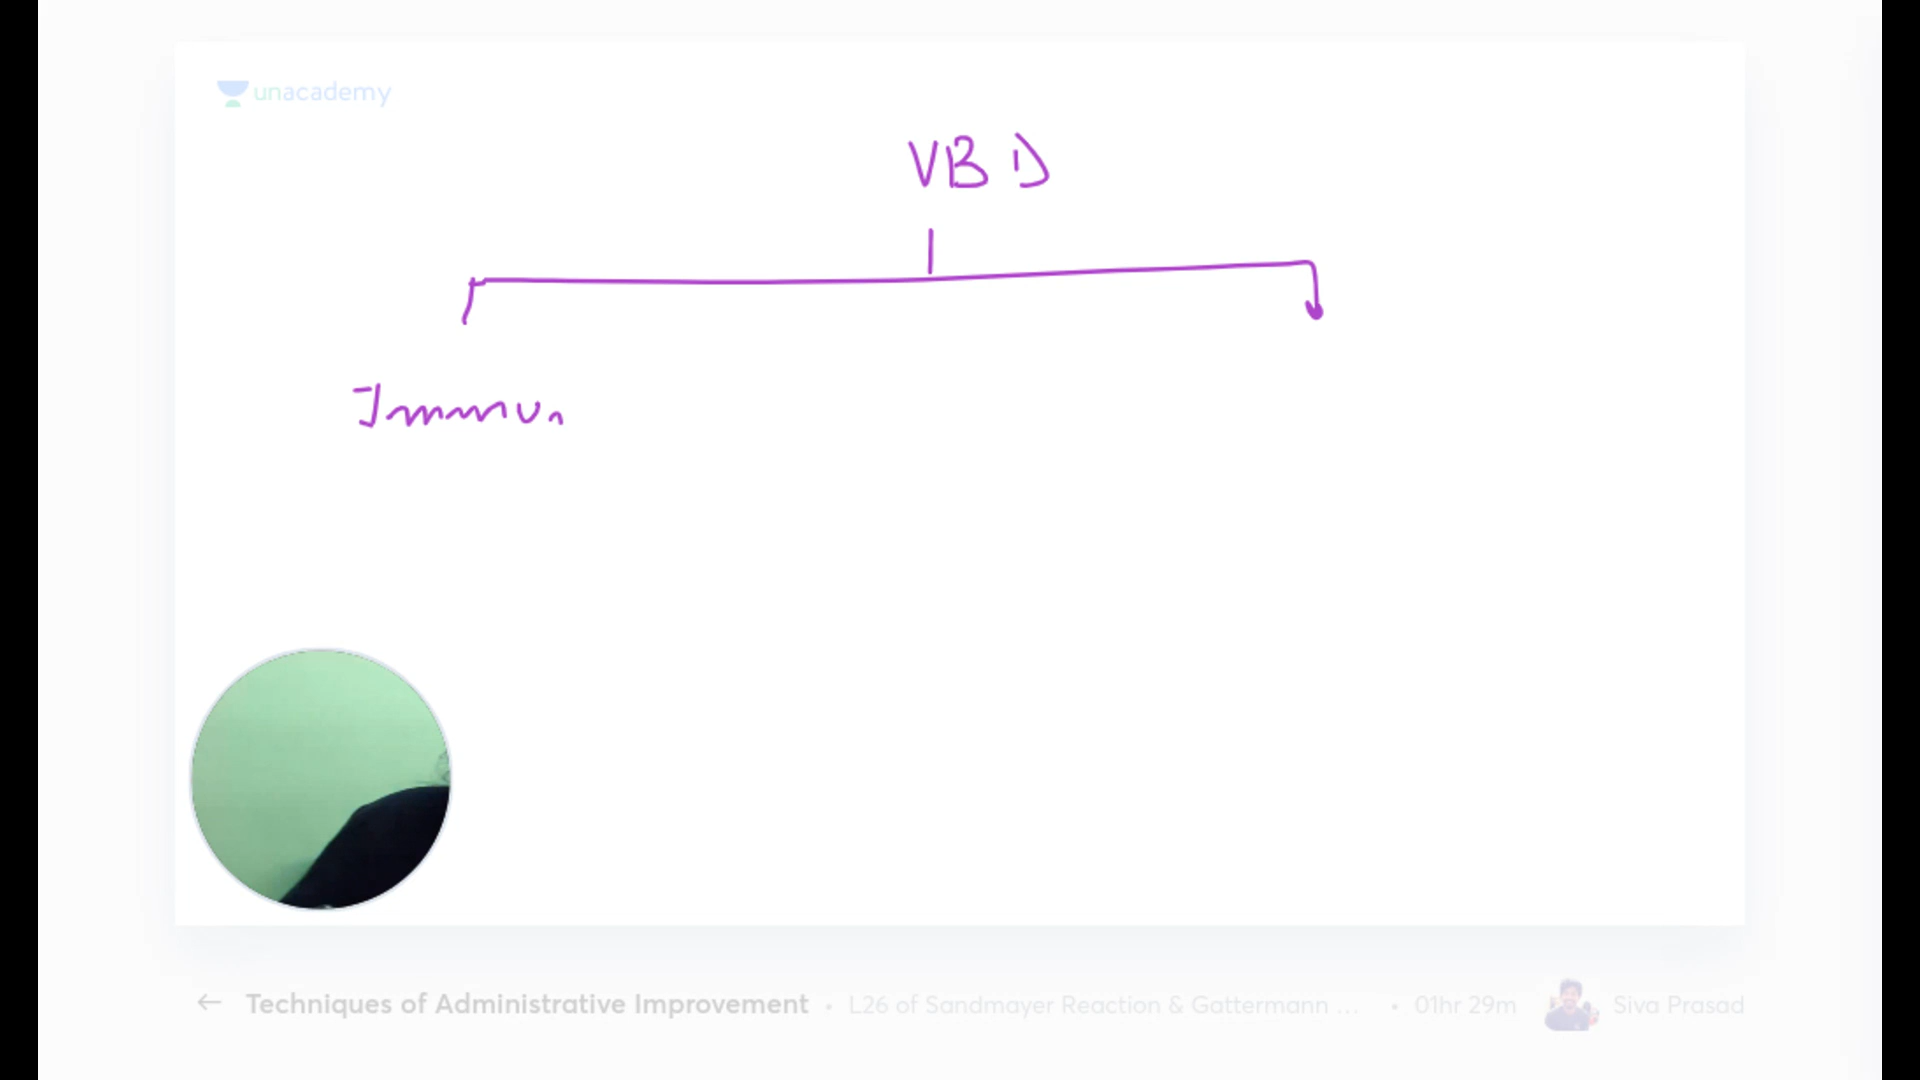 unacademy
VBD
Immun
Techniques of Administrative Improvement • L26 of Sandmayer Reaction & Gattermann ... • 01hr 29m Siva Prasad